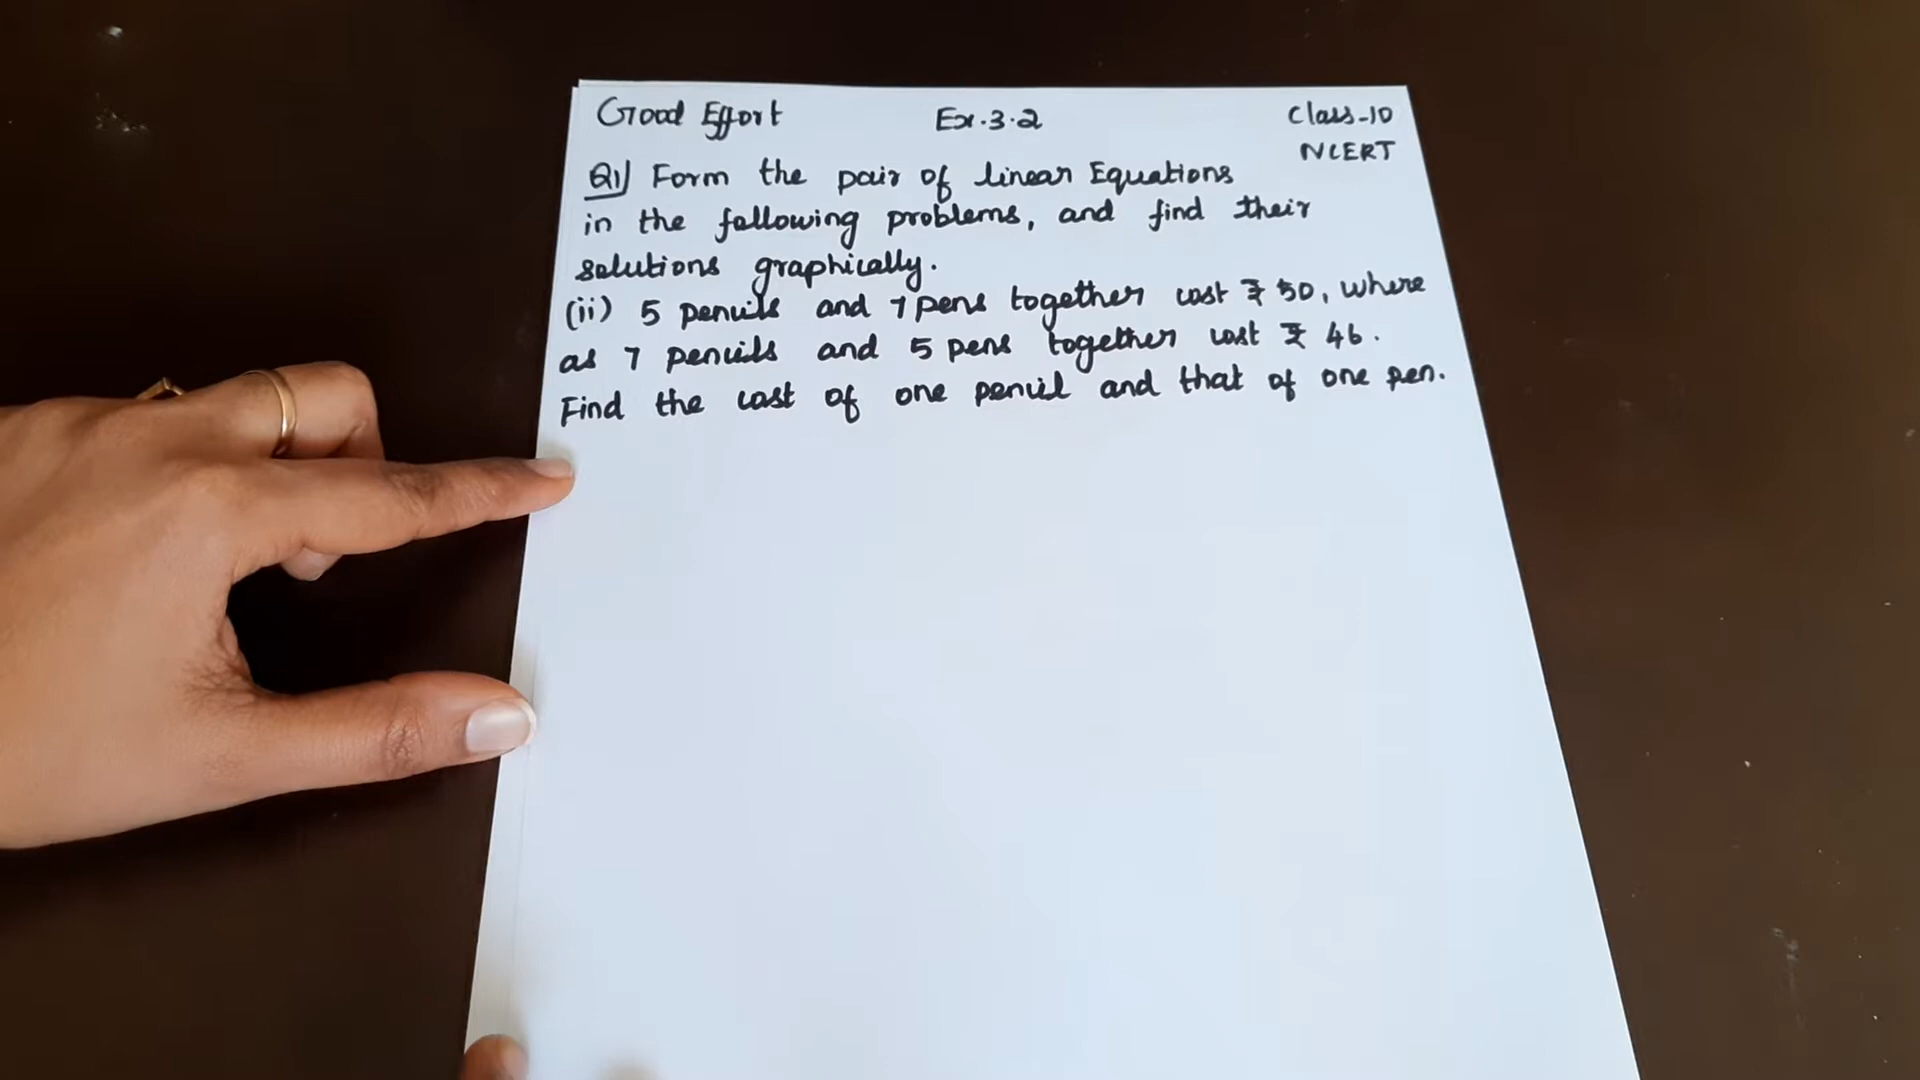 Good Effort Ex.3.2 Class-10
NCERT
Q1) Form the pair of linear Equations
in the following problems, and find their
solutions graphically.
(ii) 5 pencils and 7 pens together cost ₹ 50, where
as 7 pencils and 5 pens together cost ₹ 46.
Find the cost of one pencil and that of one pen.